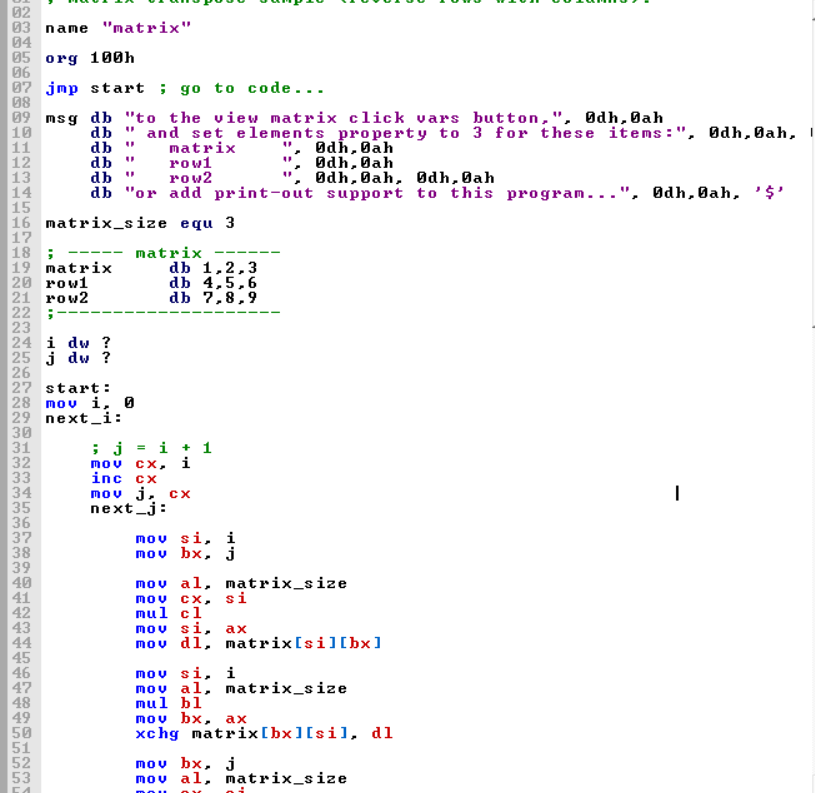 ; matrix transpose sample (reverse rows with columns).
02
03 name "matrix"
04
05 org 100h
06
07 jmp start ; go to code...
08
09 msg db "to the view matrix click vars button,", 0dh,0ah
10 db " and set elements property to 3 for these items:", 0dh,0ah,
11 db "   matrix     ", 0dh,0ah
12 db "   row1       ", 0dh,0ah
13 db "   row2       ", 0dh,0ah, 0dh,0ah
14 db "or add print-out support to this program...", 0dh,0ah, '$'
15
16 matrix_size equ 3
17
18 ; ----- matrix ------
19 matrix     db 1,2,3
20 row1       db 4,5,6
21 row2       db 7,8,9
22 ;--------------------
23
24 i dw ?
25 j dw ?
26
27 start:
28 mov i, 0
29 next_i:
30
31 ; j = i + 1
32 mov cx, i
33 inc cx
34 mov j, cx
35 next_j:
36
37 mov si, i
38 mov bx, j
39
40 mov al, matrix_size
41 mov cx, si
42 mul cl
43 mov si, ax
44 mov dl, matrix[si][bx]
45
46 mov si, i
47 mov al, matrix_size
48 mul bl
49 mov bx, ax
50 xchg matrix[bx][si], dl
51
52 mov bx, j
53 mov al, matrix_size
54 mov cx, si